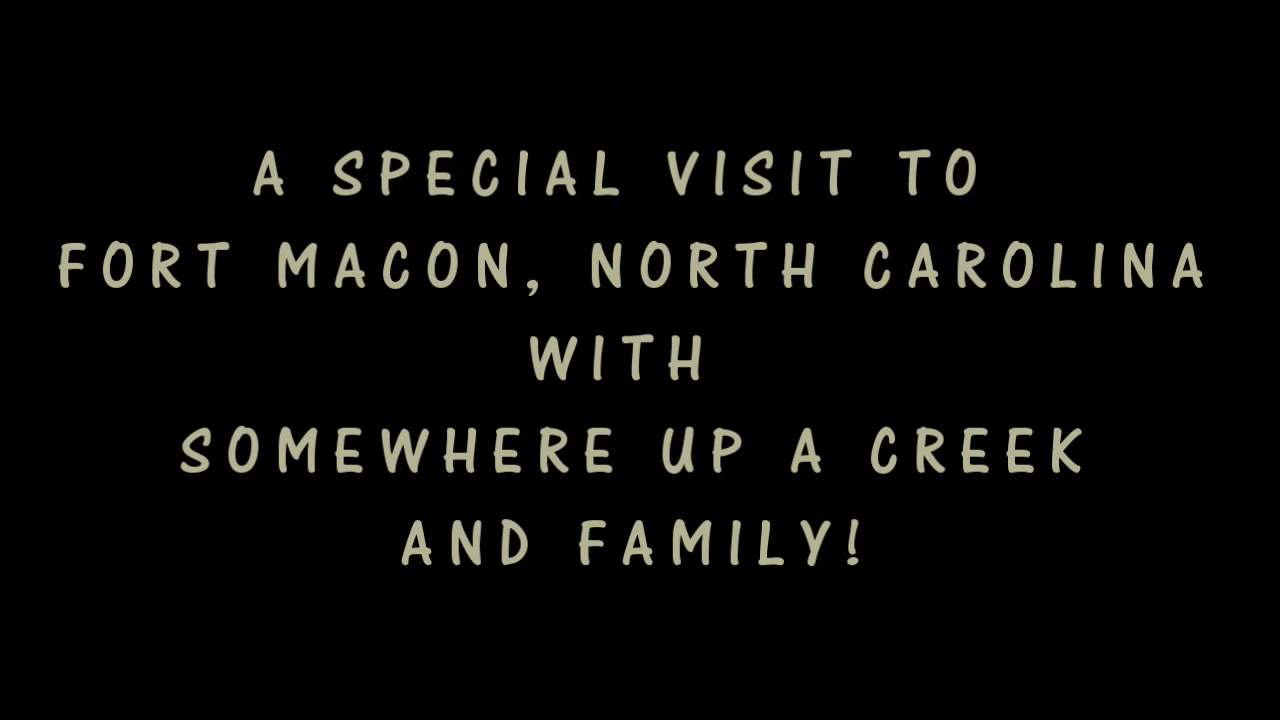 A SPECIAL VISIT TO
FORT MACON, NORTH CAROLINA
WITH
SOMEWHERE UP A CREEK
AND FAMILY!